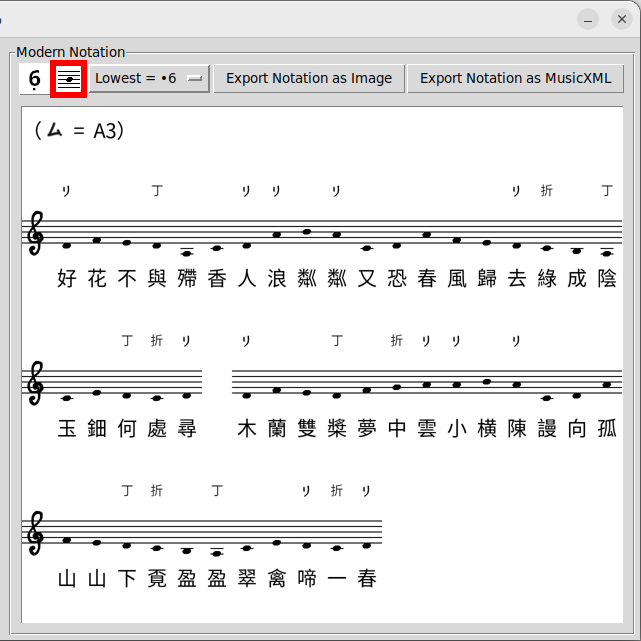 Modern Notation
6̣ Lowest = •6 Export Notation as Image Export Notation as MusicXML
(ム = A3)
リ 丁 リ リ リ リ 折 丁
好 花 不 與 殢 香 人 浪 粼 粼 又 恐 春 風 歸 去 綠 成 陰
丁 折 リ リ 丁 折 リ リ リ
玉 鈿 何 處 尋 木 蘭 雙 槳 夢 中 雲 小 横 陳 謾 向 孤
丁 折 丁 リ 折 リ
山 山 下 覓 盈 盈 翠 禽 啼 一 春